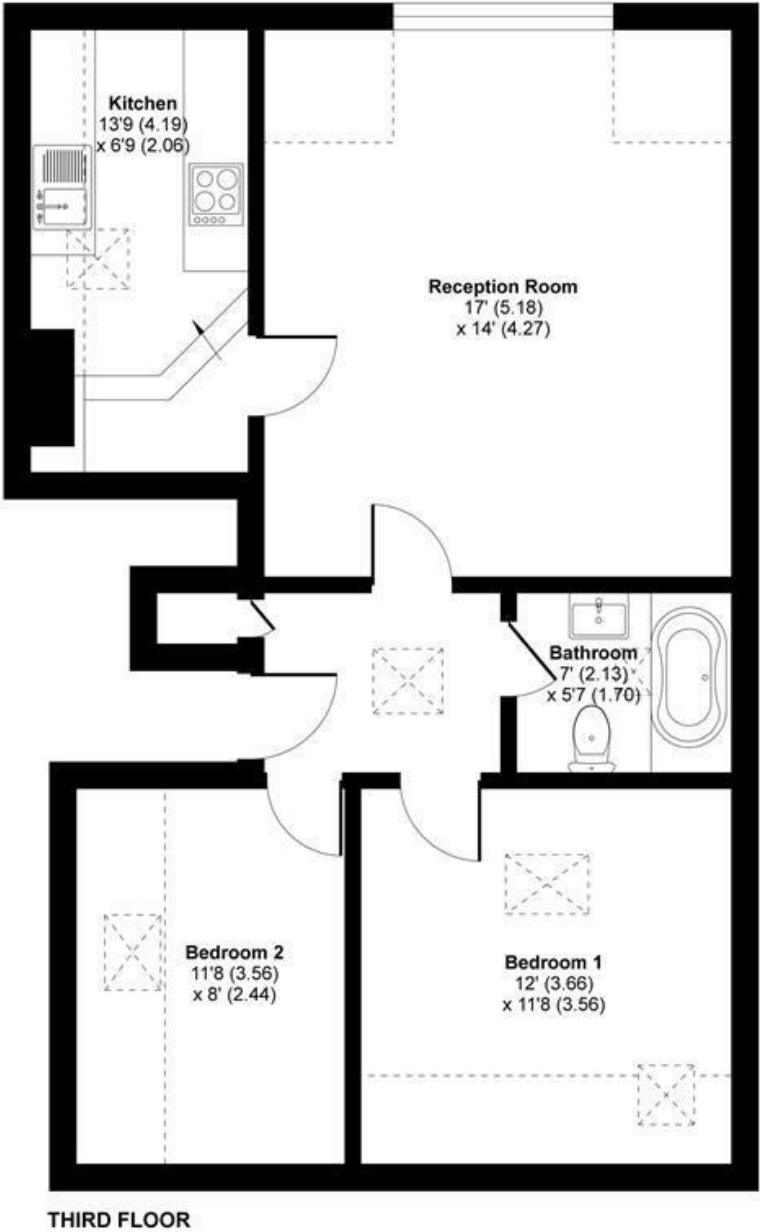 Kitchen
13'9 (4.19)
x 6'9 (2.06)
Reception Room
17' (5.18)
x 14' (4.27)
Bathroom
7' (2.13)
x 5'7 (1.70)
Bedroom 2
11'8 (3.56)
x 8' (2.44)
Bedroom 1
12' (3.66)
x 11'8 (3.56)
THIRD FLOOR